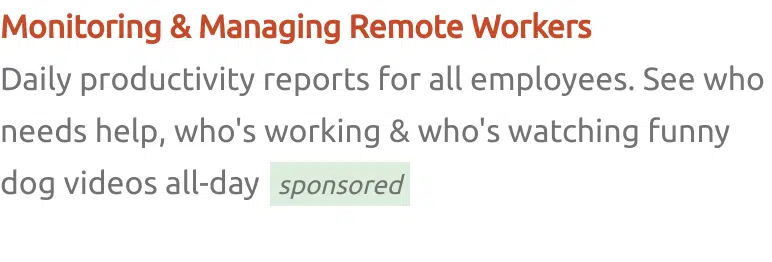 Monitoring & Managing Remote Workers
Daily productivity reports for all employees. See who
needs help, who's working & who's watching funny
dog videos all-day sponsored